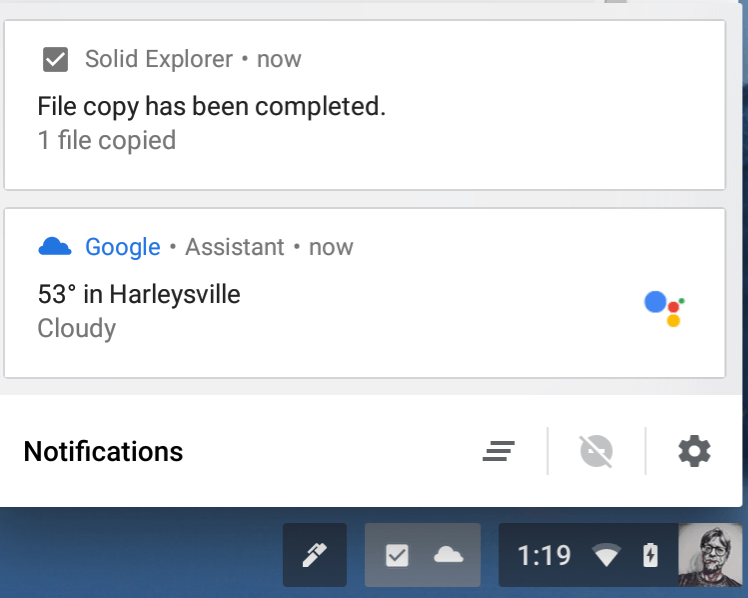 Solid Explorer • now
File copy has been completed.
1 file copied
Google • Assistant • now
53° in Harleysville
Cloudy
Notifications
1:19